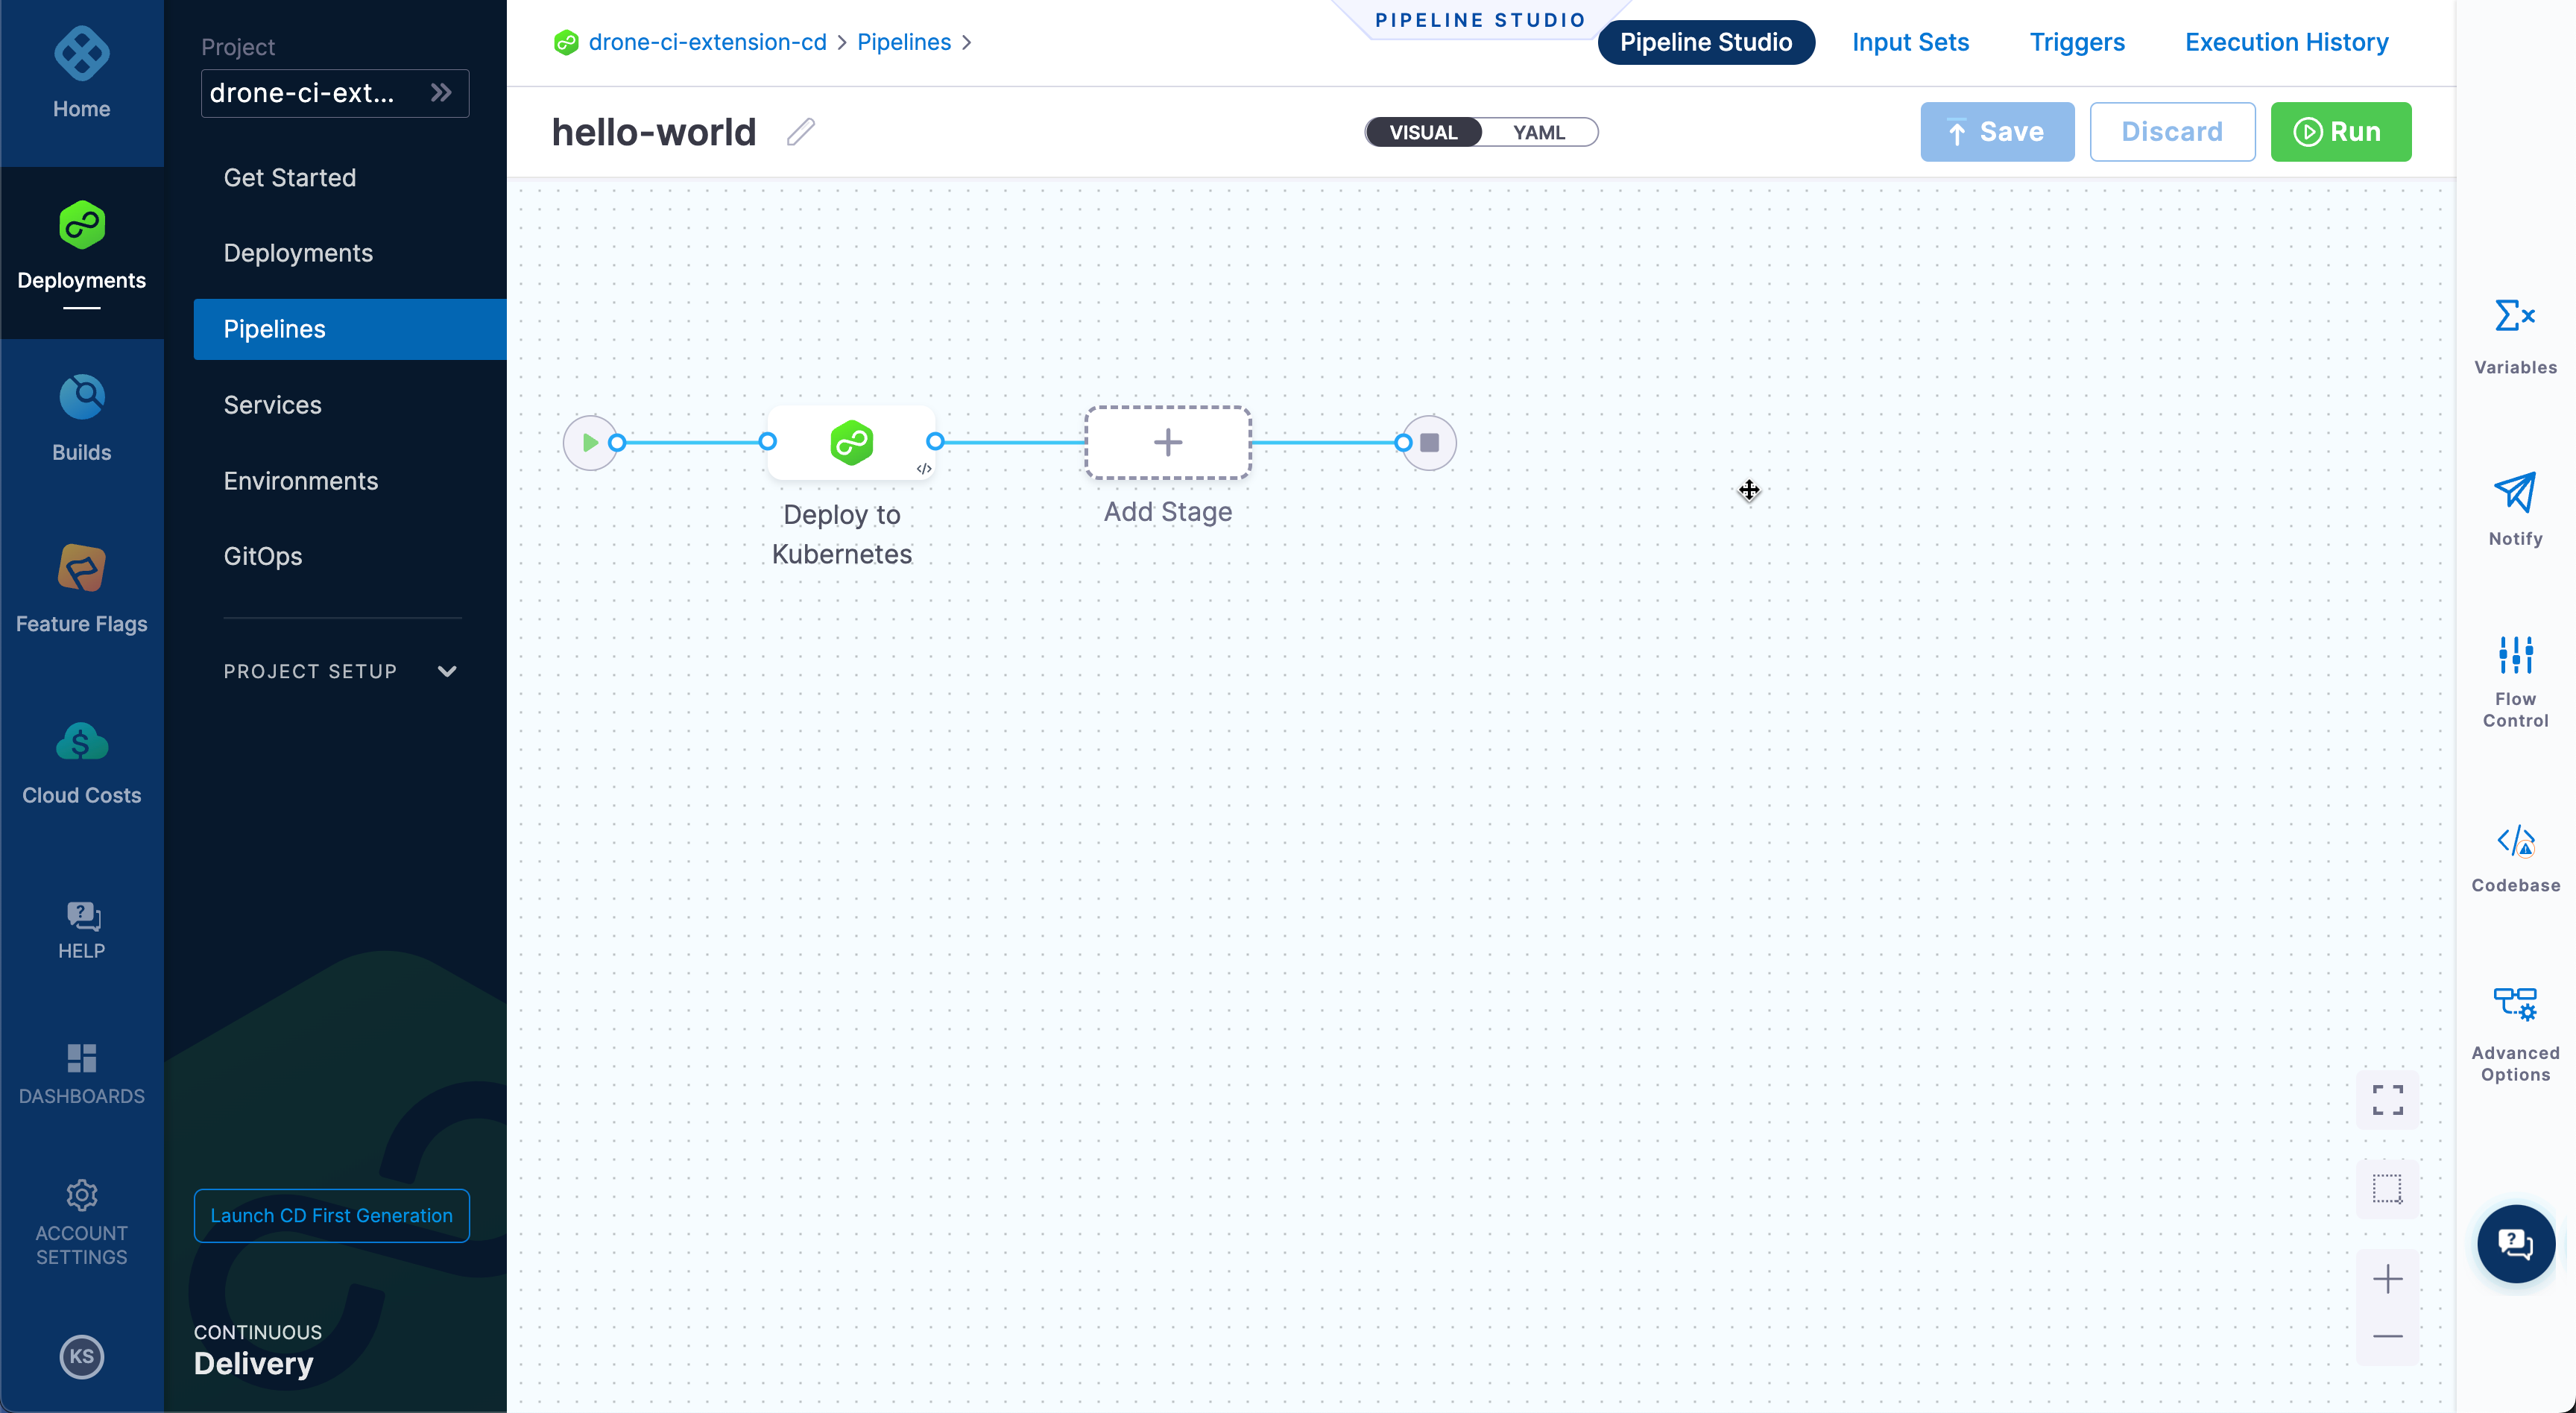 Home
Deployments
Builds
Feature Flags
Cloud Costs
HELP
DASHBOARDS
ACCOUNT
SETTINGS
KS
Project
drone-ci-ext...
Get Started
Deployments
Pipelines
Services
Environments
GitOps
PROJECT SETUP
Launch CD First Generation
CONTINUOUS
Delivery
drone-ci-extension-cd > Pipelines >
PIPELINE STUDIO
Pipeline Studio
Input Sets
Triggers
Execution History
hello-world
VISUAL
YAML
Save
Discard
Run
Deploy to
Kubernetes
Add Stage
Variables
Notify
Flow
Control
Codebase
Advanced
Options